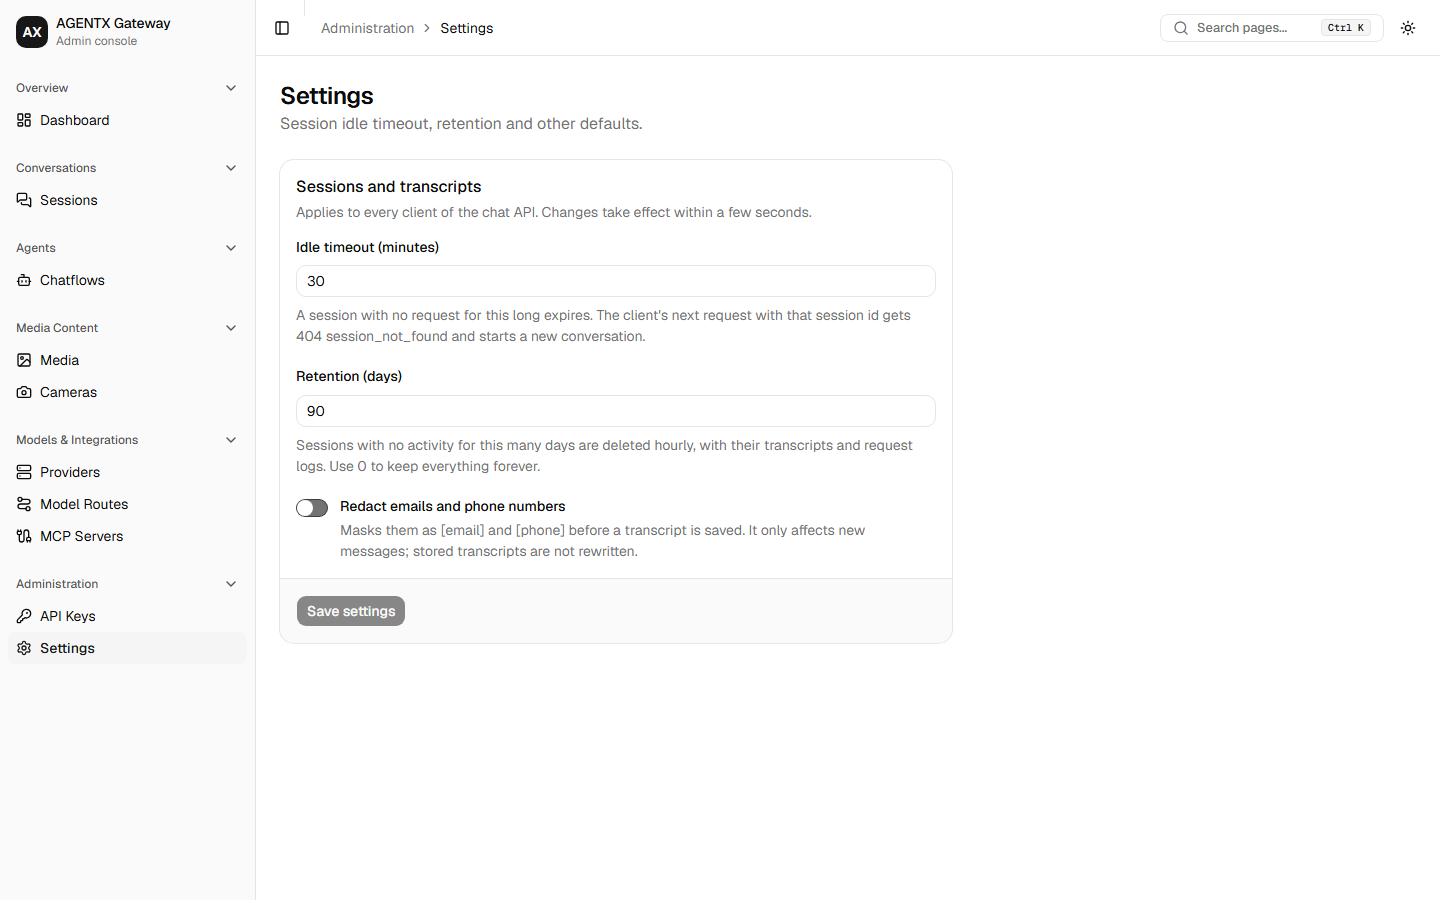 AX
AGENTX Gateway
Admin console
Overview
Dashboard
Conversations
Sessions
Agents
Chatflows
Media Content
Media
Cameras
Models & Integrations
Providers
Model Routes
MCP Servers
Administration
API Keys
Settings
Administration > Settings
Search pages...
Ctrl K
Settings
Session idle timeout, retention and other defaults.
Sessions and transcripts
Applies to every client of the chat API. Changes take effect within a few seconds.
Idle timeout (minutes)
30
A session with no request for this long expires. The client's next request with that session id gets
404 session_not_found and starts a new conversation.
Retention (days)
90
Sessions with no activity for this many days are deleted hourly, with their transcripts and request
logs. Use 0 to keep everything forever.
Redact emails and phone numbers
Masks them as [email] and [phone] before a transcript is saved. It only affects new
messages; stored transcripts are not rewritten.
Save settings